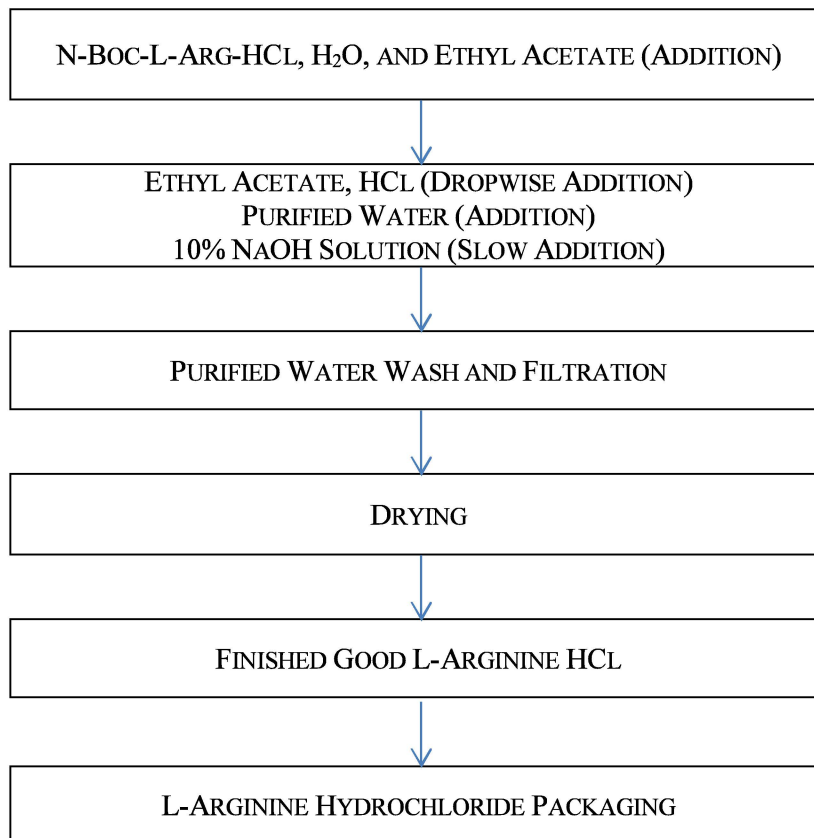 N-BOC-L-ARG-HCL, H₂O, AND ETHYL ACETATE (ADDITION)
ETHYL ACETATE, HCL (DROPWISE ADDITION)
PURIFIED WATER (ADDITION)
10% NAOH SOLUTION (SLOW ADDITION)
PURIFIED WATER WASH AND FILTRATION
DRYING
FINISHED GOOD L-ARGININE HCL
L-ARGININE HYDROCHLORIDE PACKAGING